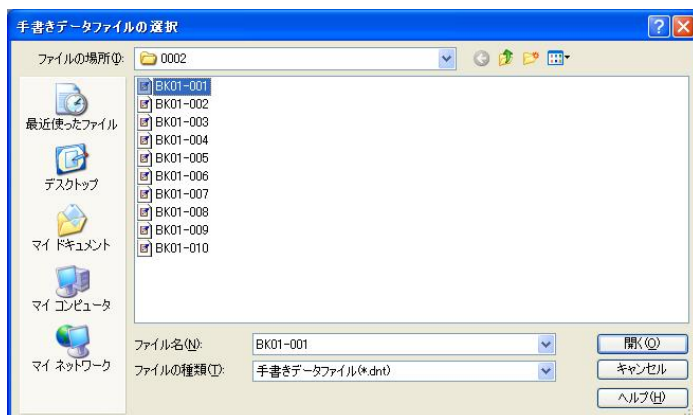 手書きデータファイルの選択
ファイルの場所(I):
0002
最近使ったファイル
デスクトップ
マイ ドキュメント
マイ コンピュータ
マイ ネットワーク
BK01-001
BK01-002
BK01-003
BK01-004
BK01-005
BK01-006
BK01-007
BK01-008
BK01-009
BK01-010
ファイル名(N):
BK01-001
開く(O)
ファイルの種類(T):
手書きデータファイル(*.dnt)
キャンセル
ヘルプ(H)